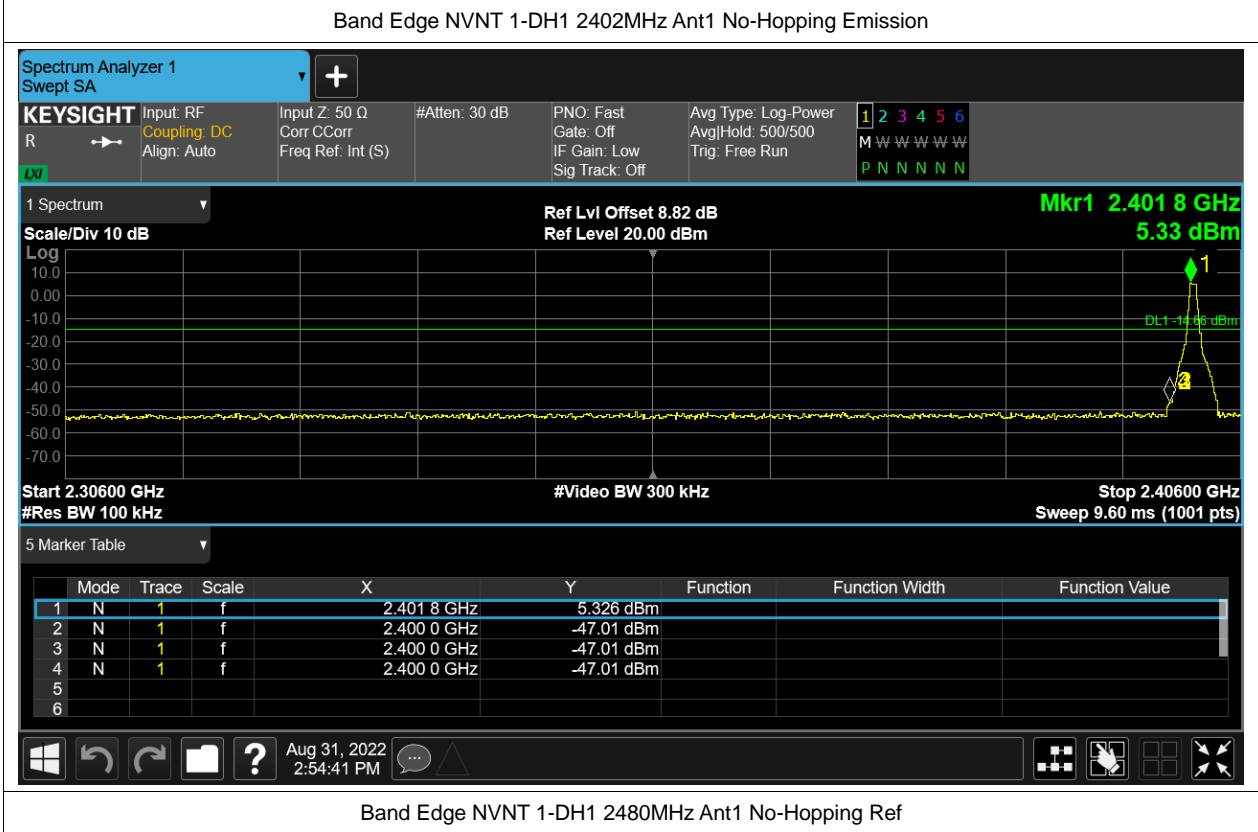 Band Edge NVNT 1-DH1 2402MHz Ant1 No-Hopping Emission
Spectrum Analyzer 1
Swept SA
KEYSIGHT
R
LXI
Input: RF
Coupling: DC
Align: Auto
Input Z: 50 Ω
Corr CCorr
Freq Ref: Int (S)
#Atten: 30 dB
PNO: Fast
Gate: Off
IF Gain: Low
Sig Track: Off
Avg Type: Log-Power
Avg|Hold: 500/500
Trig: Free Run
1 2 3 4 5 6
M W W W W W
P N N N N N
1 Spectrum
Scale/Div 10 dB
Ref Lvl Offset 8.82 dB
Ref Level 20.00 dBm
Mkr1 2.401 8 GHz
5.33 dBm
Log
10.0
0.00
-10.0
-20.0
-30.0
-40.0
-50.0
-60.0
-70.0
1
DL1 -14.66 dBm
Start 2.30600 GHz
#Video BW 300 kHz
Stop 2.40600 GHz
#Res BW 100 kHz
Sweep 9.60 ms (1001 pts)
5 Marker Table
Mode Trace Scale X Y Function Function Width Function Value
1 N 1 f 2.401 8 GHz 5.326 dBm
2 N 1 f 2.400 0 GHz -47.01 dBm
3 N 1 f 2.400 0 GHz -47.01 dBm
4 N 1 f 2.400 0 GHz -47.01 dBm
5
6
?
Aug 31, 2022
2:54:41 PM
Band Edge NVNT 1-DH1 2480MHz Ant1 No-Hopping Ref